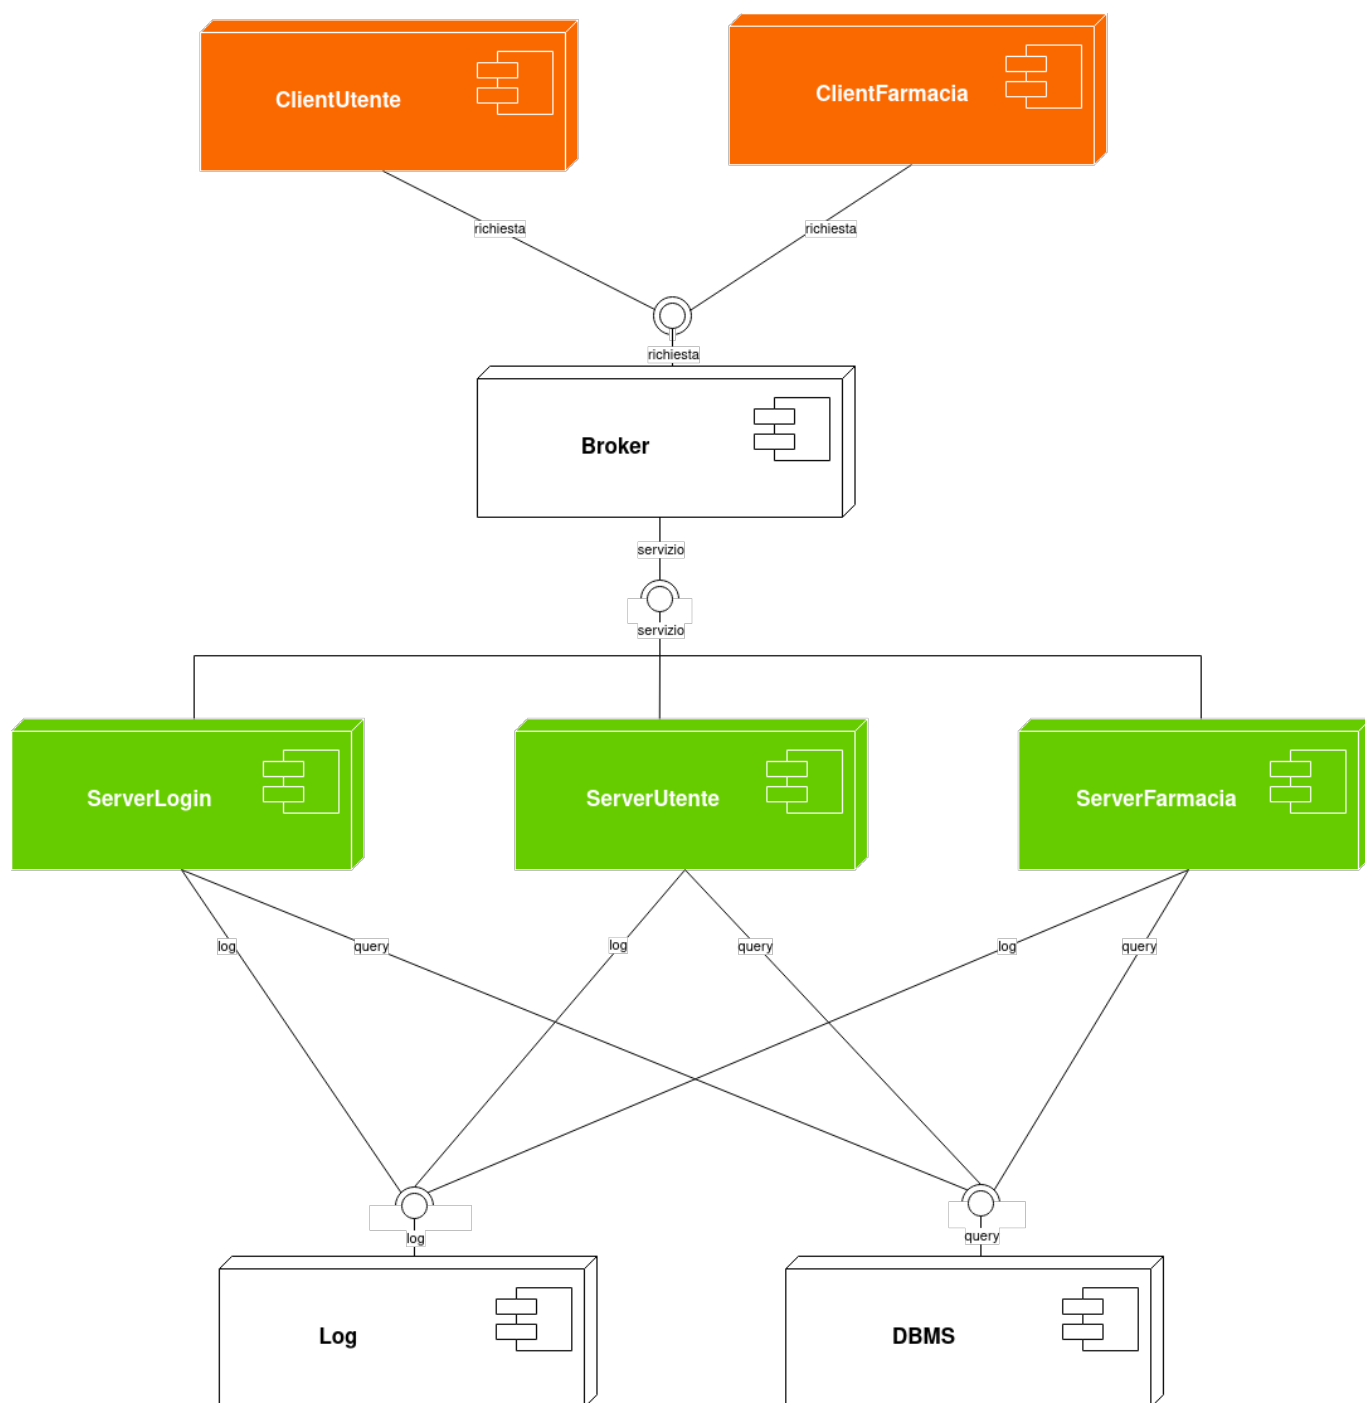 ClientUtente
ClientFarmacia
richiesta
richiesta
richiesta
Broker
servizio
servizio
ServerLogin
ServerUtente
ServerFarmacia
log
query
log
query
log
query
log
query
Log
DBMS